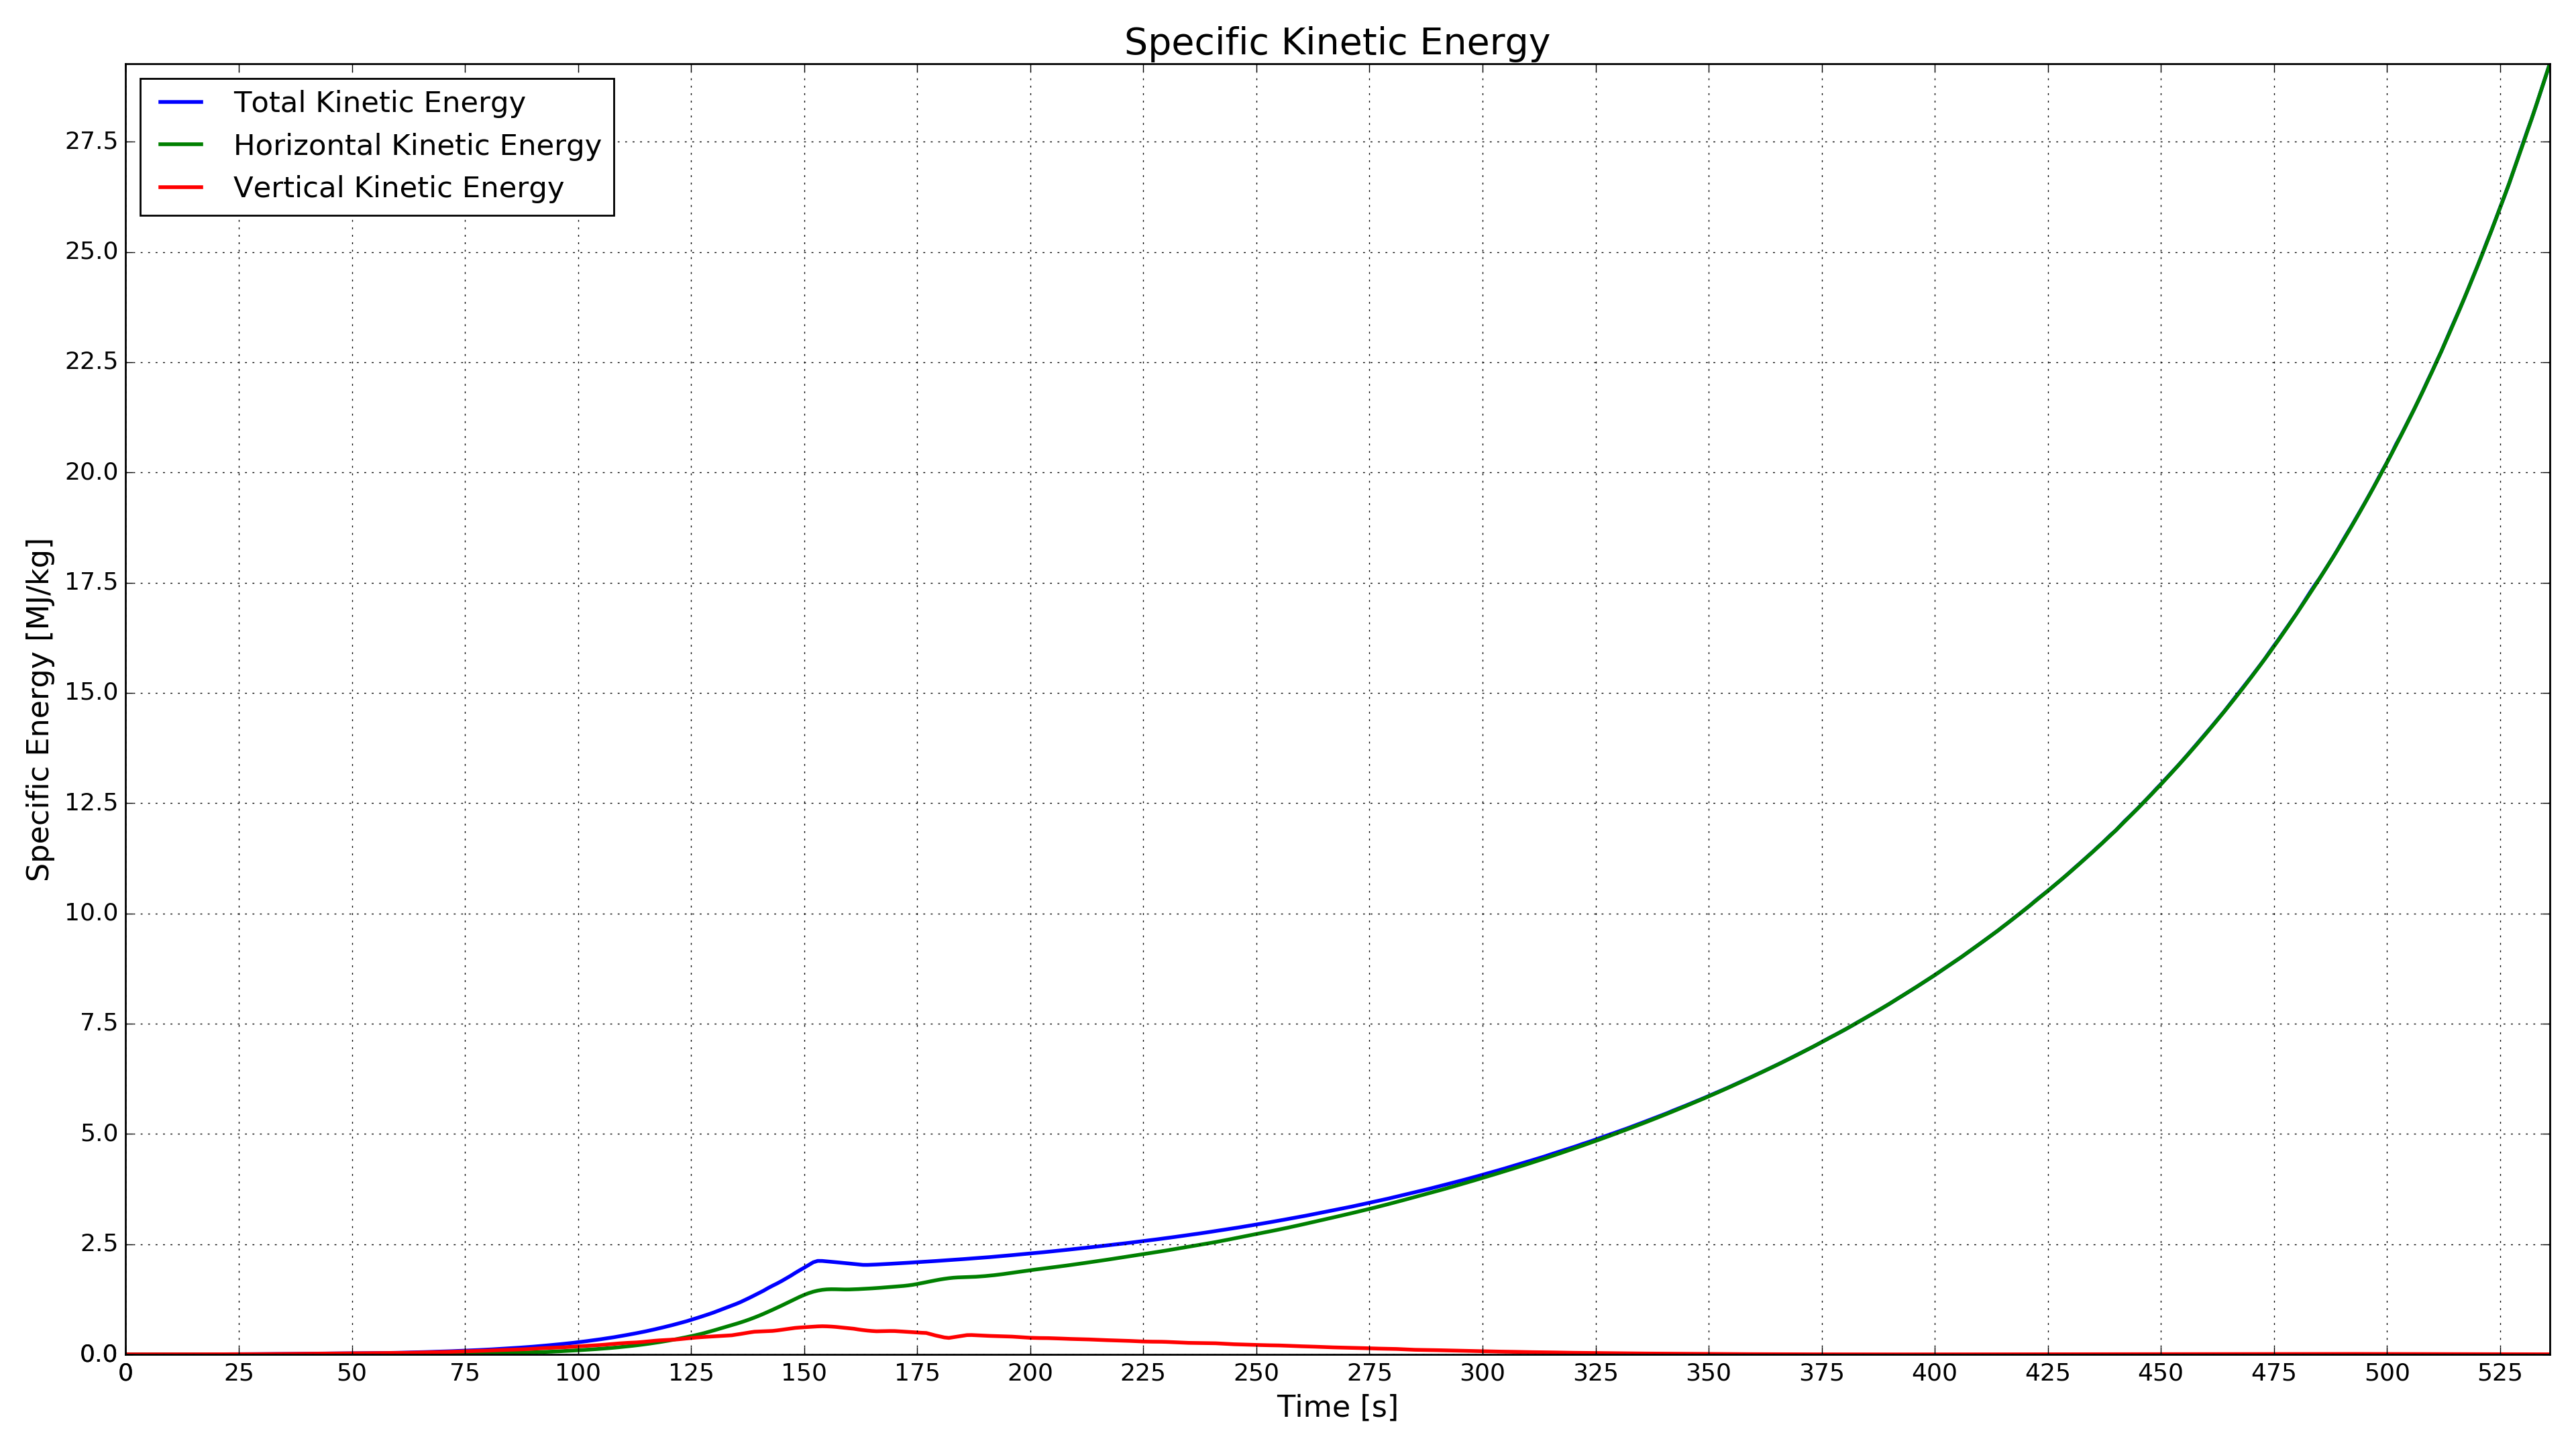 Specific Kinetic Energy
Total Kinetic Energy
Horizontal Kinetic Energy
Vertical Kinetic Energy
Specific Energy [MJ/kg]
27.5
25.0
22.5
20.0
17.5
15.0
12.5
10.0
7.5
5.0
2.5
0.0
0 25 50 75 100 125 150 175 200 225 250 275 300 325 350 375 400 425 450 475 500 525
Time [s]